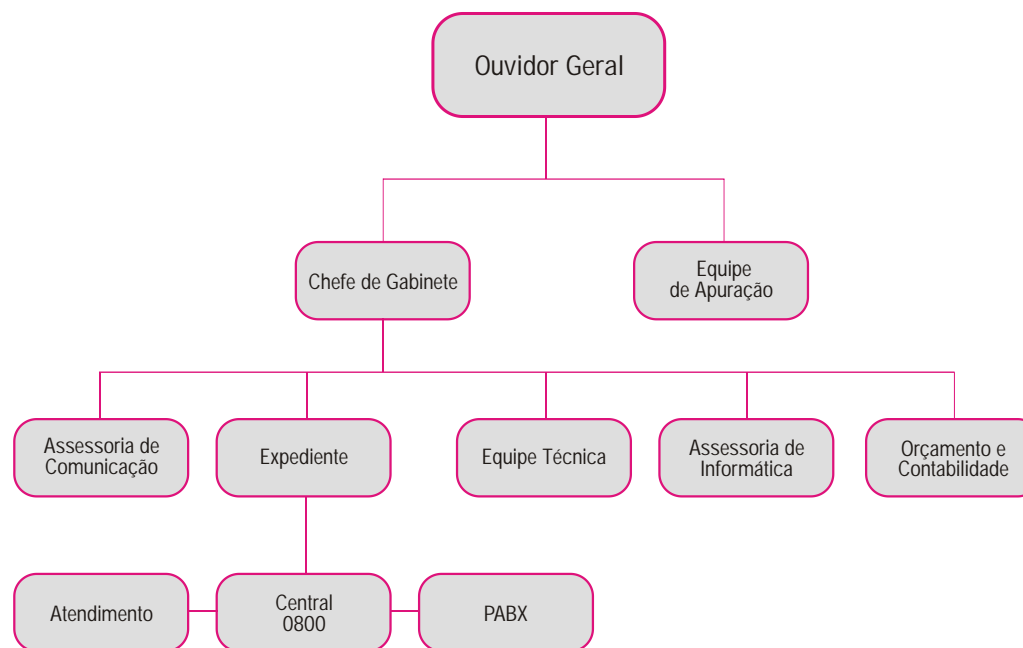 Ouvidor Geral
Chefe de Gabinete
Equipe
de Apuração
Assessoria de
Comunicação
Expediente
Equipe Técnica
Assessoria de
Informática
Orçamento e
Contabilidade
Atendimento
Central
0800
PABX